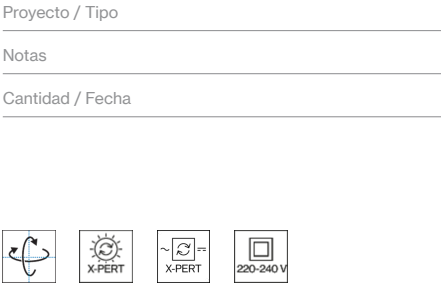 Proyecto / Tipo
Notas
Cantidad / Fecha
X-PERT
X-PERT
220-240 V